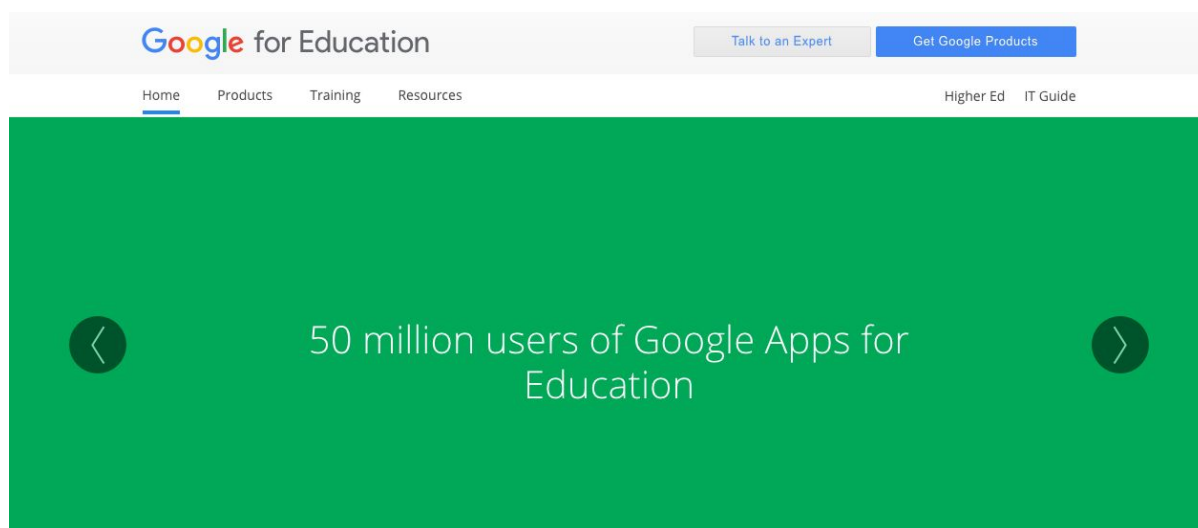 Google for Education
Talk to an Expert
Get Google Products
Home Products Training Resources
Higher Ed IT Guide
50 million users of Google Apps for
Education